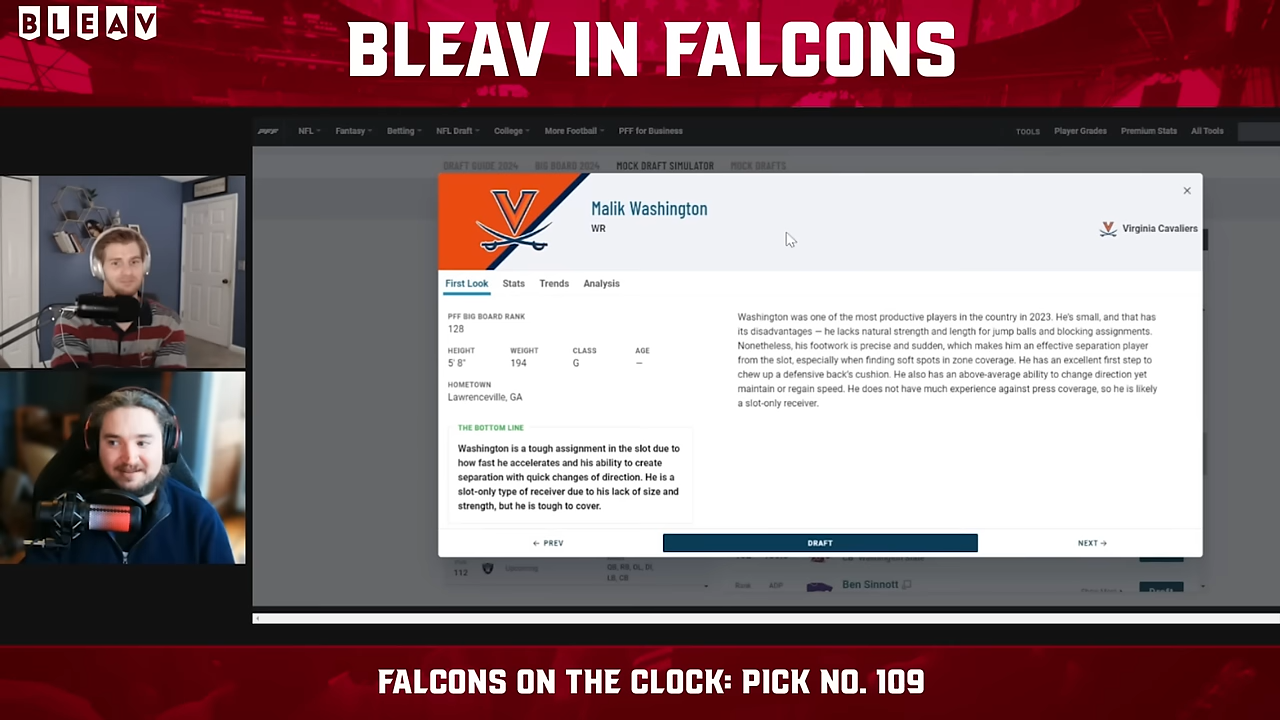 BLEAV
BLEAV IN FALCONS
PFF NFL Fantasy Betting NFL Draft College More Football PFF for Business TOOLS Player Grades Premium Stats All Tools
DRAFT GUIDE 2024 BIG BOARD 2024 MOCK DRAFT SIMULATOR MOCK DRAFTS
Malik Washington
WR
Virginia Cavaliers
First Look Stats Trends Analysis
PFF BIG BOARD RANK
128
HEIGHT WEIGHT CLASS AGE
5' 8" 194 G —
HOMETOWN
Lawrenceville, GA
THE BOTTOM LINE
Washington is a tough assignment in the slot due to
how fast he accelerates and his ability to create
separation with quick changes of direction. He is a
slot-only type of receiver due to his lack of size and
strength, but he is tough to cover.
Washington was one of the most productive players in the country in 2023. He's small, and that has
its disadvantages — he lacks natural strength and length for jump balls and blocking assignments.
Nonetheless, his footwork is precise and sudden, which makes him an effective separation player
from the slot, especially when finding soft spots in zone coverage. He has an excellent first step to
chew up a defensive back's cushion. He also has an above-average ability to change direction yet
maintain or regain speed. He does not have much experience against press coverage, so he is likely
a slot-only receiver.
← PREV DRAFT NEXT →
112 Upcoming QB, RB, DL, DI,
LB, CB
Rank ADP Ben Sinnott Draft
FALCONS ON THE CLOCK: PICK NO. 109